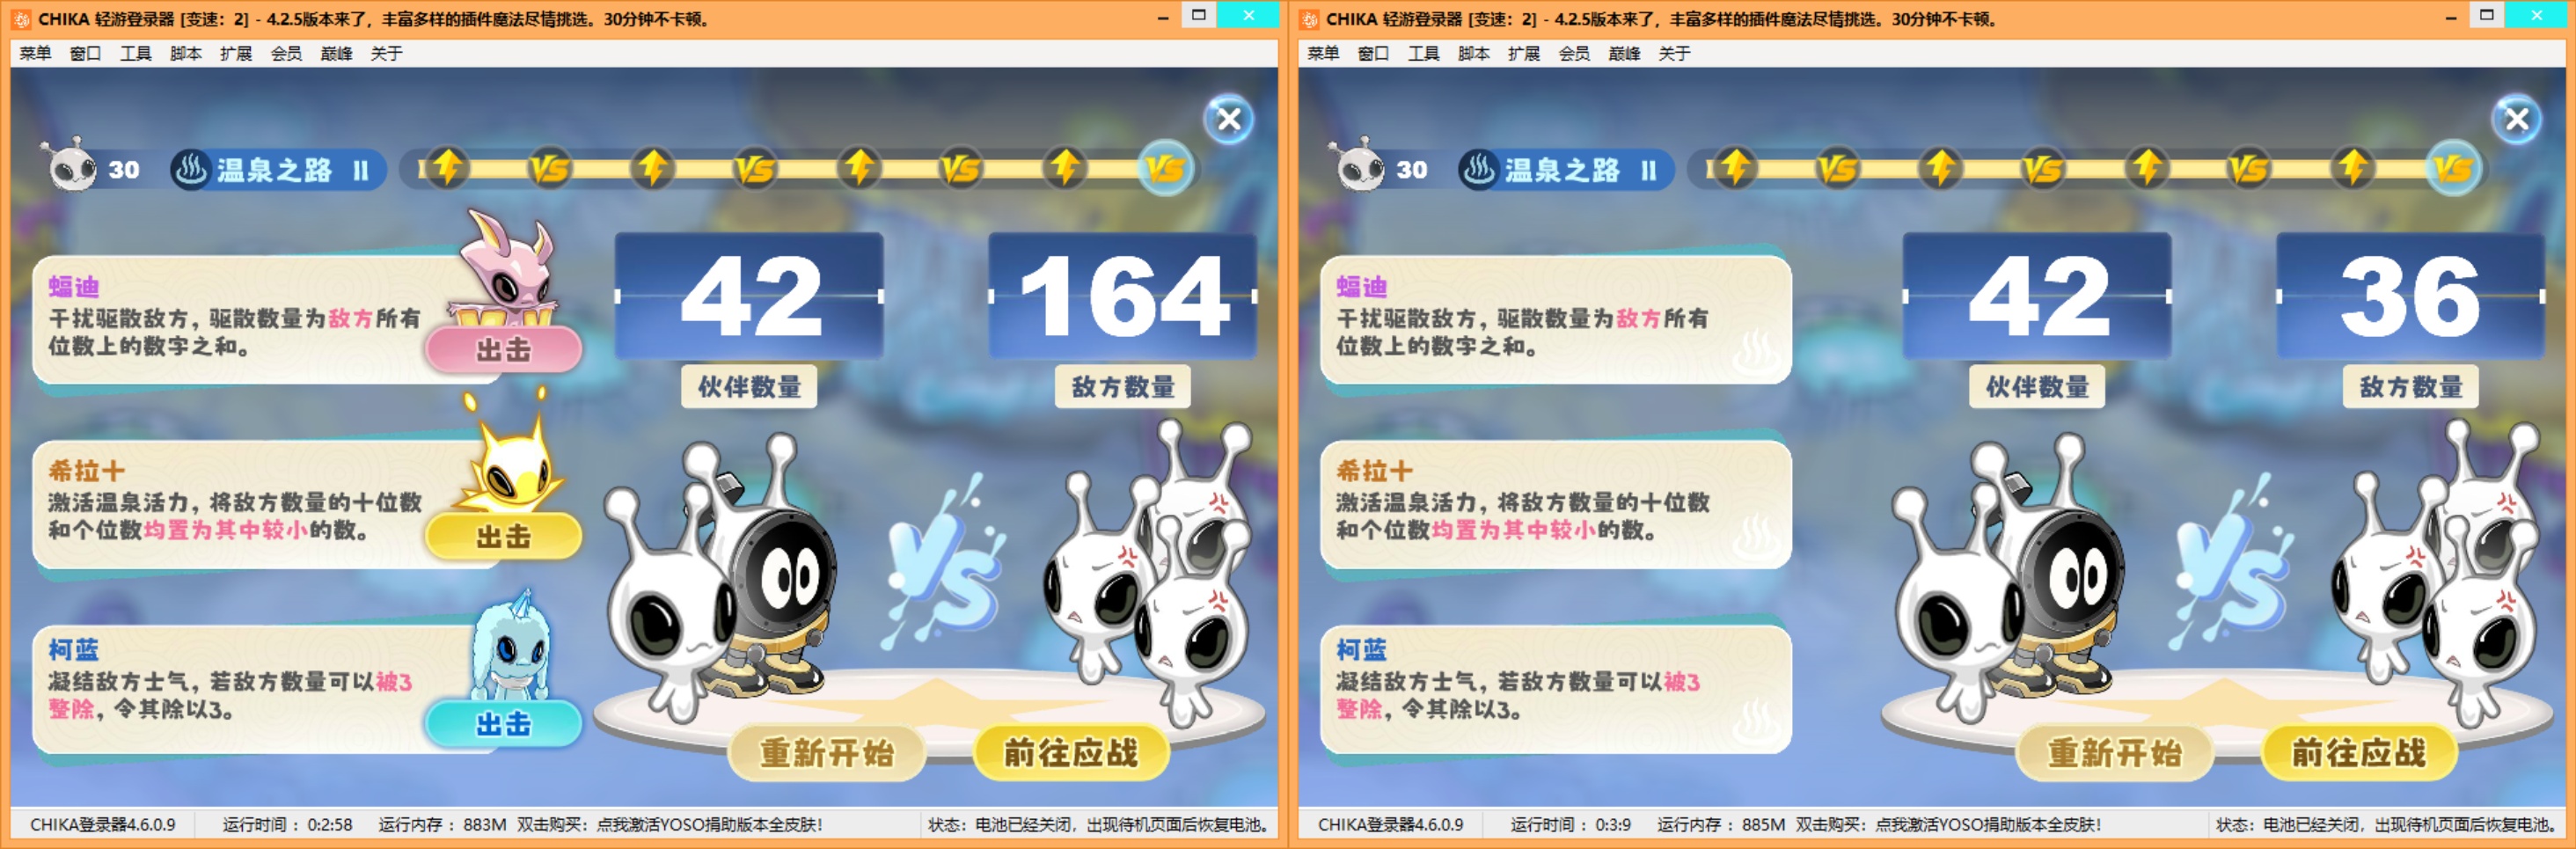 CHIKA 轻游登录器 [变速：2] - 4.2.5版本来了，丰富多样的插件魔法尽情挑选。30分钟不卡顿。
菜单 窗口 工具 脚本 扩展 会员 巅峰 关于
30 温泉之路 II VS VS VS VS
42 164
伙伴数量 敌方数量
蝠迪
干扰驱散敌方，驱散数量为敌方所有
位数上的数字之和。
出击
希拉十
激活温泉活力，将敌方数量的十位数
和个位数均置为其中较小的数。
出击
柯蓝
凝结敌方士气，若敌方数量可以被3
整除，令其除以3。
出击
VS
重新开始 前往应战
CHIKA登录器4.6.0.9 运行时间：0:2:58 运行内存：883M 双击购买：点我激活YOSO捐助版本全皮肤！ 状态：电池已经关闭，出现待机页面后恢复电池。
CHIKA 轻游登录器 [变速：2] - 4.2.5版本来了，丰富多样的插件魔法尽情挑选。30分钟不卡顿。
菜单 窗口 工具 脚本 扩展 会员 巅峰 关于
30 温泉之路 II VS VS VS VS
42 36
伙伴数量 敌方数量
蝠迪
干扰驱散敌方，驱散数量为敌方所有
位数上的数字之和。
希拉十
激活温泉活力，将敌方数量的十位数
和个位数均置为其中较小的数。
柯蓝
凝结敌方士气，若敌方数量可以被3
整除，令其除以3。
VS
重新开始 前往应战
CHIKA登录器4.6.0.9 运行时间：0:3:9 运行内存：885M 双击购买：点我激活YOSO捐助版本全皮肤！ 状态：电池已经关闭，出现待机页面后恢复电池。